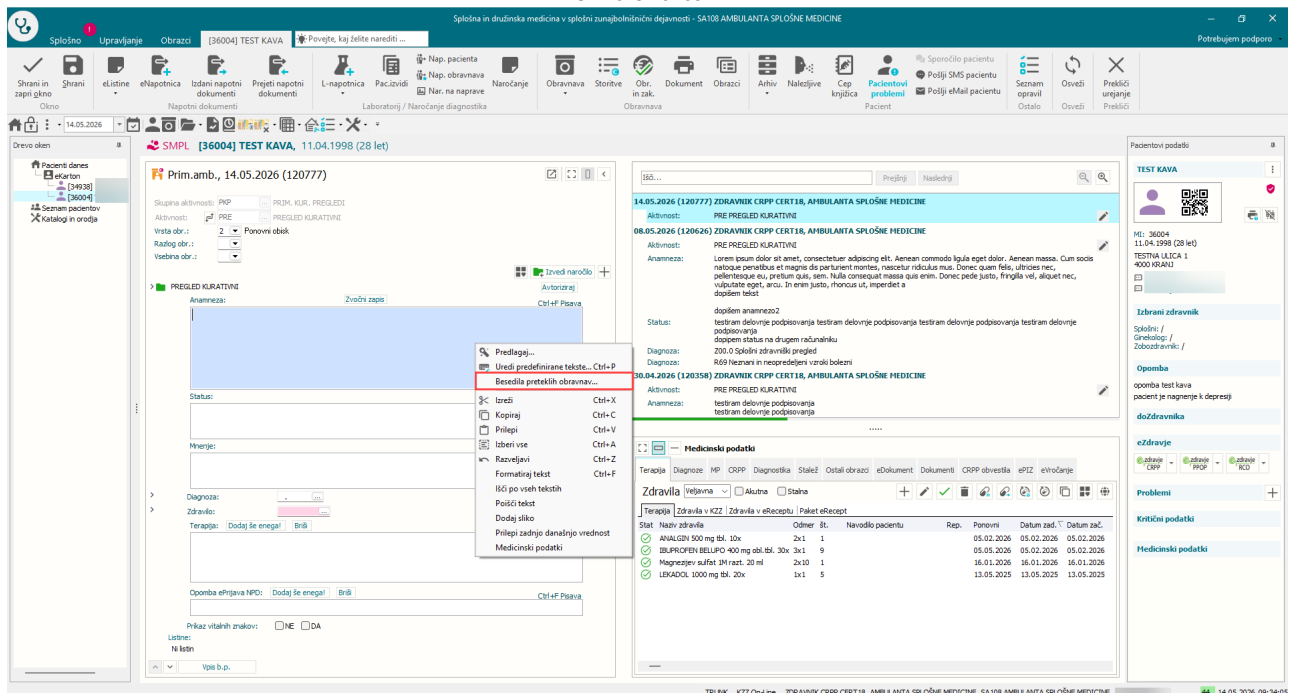 Splošna in družinska medicina v splošni zunajbolnišnični dejavnosti - SA108 AMBULANTA SPLOŠNE MEDICINE
1
Splošno Upravljanje Obrazci [36004] TEST KAVA Povejte, kaj želite narediti ... Potrebujem podporo
Shrani in zapri okno
Shrani
eListine
eNapotnica
Izdani napotni dokumenti
Prejeti napotni dokumenti
L-napotnica
Pac.izvidi
Nap. pacienta
Nap. obravnava
Nar. na naprave
Naročanje
Obravnava
Storitve
Obr. in zak.
Dokument
Obrazci
Arhiv
Nalezljive
Cep knjižica
Pacientovi problemi
Sporočilo pacientu
Pošlji SMS pacientu
Pošlji eMail pacientu
Seznam opravil
Osveži
Prekliči urejanje
Okno Napotni dokumenti Laboratorij / Naročanje diagnostika Obravnava Pacient Ostalo Osveži Prekliči
14.05.2026
Drevo oken
Pacienti danes
eKarton
[34938]
[36004]
Seznam pacientov
Katalogi in orodja
SMPL [36004] TEST KAVA, 11.04.1998 (28 let)
Prim.amb., 14.05.2026 (120777)
Skupina aktivnosti: PKP ... PRIM. KUR. PREGLEDI
Aktivnost: PRE ... PREGLED KURATIVNI
Vrsta obr.: 2 Ponovni obisk
Razlog obr.:
Vsebina obr.:
Izvedi naročilo
PREGLED KURATIVNI Avtoriziraj
Anamneza: Zvočni zapis Ctrl+F Pisava
Status:
Mnenje:
Diagnoza: . ...
Zdravilo: ...
Terapija: Dodaj še enega! Briši
Opomba ePrijava NPD: Dodaj še enega! Briši Ctrl+F Pisava
Prikaz vitalnih znakov: NE DA
Listine:
Ni listin
Vpis b.p.
Predlagaj...
Uredi predefinirane tekste... Ctrl+P
Besedila preteklih obravnav...
Izreži Ctrl+X
Kopiraj Ctrl+C
Prilepi Ctrl+V
Izberi vse Ctrl+A
Razveljavi Ctrl+Z
Formatiraj tekst Ctrl+F
Išči po vseh tekstih
Poišči tekst
Dodaj sliko
Prilepi zadnjo današnjo vrednost
Medicinski podatki
Išč... Prejšnji Naslednji
14.05.2026 (120777) ZDRAVNIK CRPP CERT18, AMBULANTA SPLOŠNE MEDICINE
Aktivnost: PRE PREGLED KURATIVNI
08.05.2026 (120626) ZDRAVNIK CRPP CERT18, AMBULANTA SPLOŠNE MEDICINE
Aktivnost: PRE PREGLED KURATIVNI
Anamneza: Lorem ipsum dolor sit amet, consectetuer adipiscing elit. Aenean commodo ligula eget dolor. Aenean massa. Cum sociis
natoque penatibus et magnis dis parturient montes, nascetur ridiculus mus. Donec quam felis, ultricies nec,
pellentesque eu, pretium quis, sem. Nulla consequat massa quis enim. Donec pede justo, fringilla vel, aliquet nec,
vulputate eget, arcu. In enim justo, rhoncus ut, imperdiet a
dopišem tekst
dopišem anamnezo2
Status: testiram delovnje podpisovanja testiram delovnje podpisovanja testiram delovnje podpisovanja testiram delovnje
podpisovanja
dopipem status na drugem računalniku
Diagnoza: Z00.0 Splošni zdravniški pregled
Diagnoza: R69 Neznani in neopredeljeni vzroki bolezni
30.04.2026 (120358) ZDRAVNIK CRPP CERT18, AMBULANTA SPLOŠNE MEDICINE
Aktivnost: PRE PREGLED KURATIVNI
Anamneza: testiram delovnje podpisovanja
testiram delovnje podpisovanja
Medicinski podatki
Terapija Diagnoze MP CRPP Diagnostika Stalež Ostali obrazci eDokument Dokumenti CRPP obvestila ePIZ eVročanje
Zdravila Veljavna Akutna Stalna
Terapija Zdravila v KZZ Zdravila v eReceptu Paket eRecept
Stat Naziv zdravila Odmer št. Navodilo pacientu Rep. Ponovni Datum zad. Datum zač.
ANALGIN 500 mg tbl. 10x 2x1 1 05.02.2026 05.02.2026 05.02.2026
IBUPROFEN BELUPO 400 mg obl.tbl. 30x 3x1 9 05.05.2026 05.02.2026 05.02.2026
Magnezijev sulfat 1M razt. 20 ml 2x10 1 16.01.2026 16.01.2026 16.01.2026
LEKADOL 1000 mg tbl. 20x 1x1 5 13.05.2025 13.05.2025 13.05.2025
Pacientovi podatki
TEST KAVA
MI: 36004
11.04.1998 (28 let)
TESTNA ULICA 1
4000 KRANJ
Izbrani zdravnik
Splošni: /
Ginekolog: /
Zobozdravnik: /
Opomba
opomba test kava
pacient je nagnenje k depresiji
doZdravnika
eZdravje
zdravje CRPP zdravje PPOP zdravje RCO
Problemi
Kritični podatki
Medicinski podatki
TRUNK KZZ On-Line ZDRAVNIK CRPP CERT18, AMBULANTA SPLOŠNE MEDICINE, SA108 AMBULANTA SPLOŠNE MEDICINE 44 14.05.2026 09:34:05